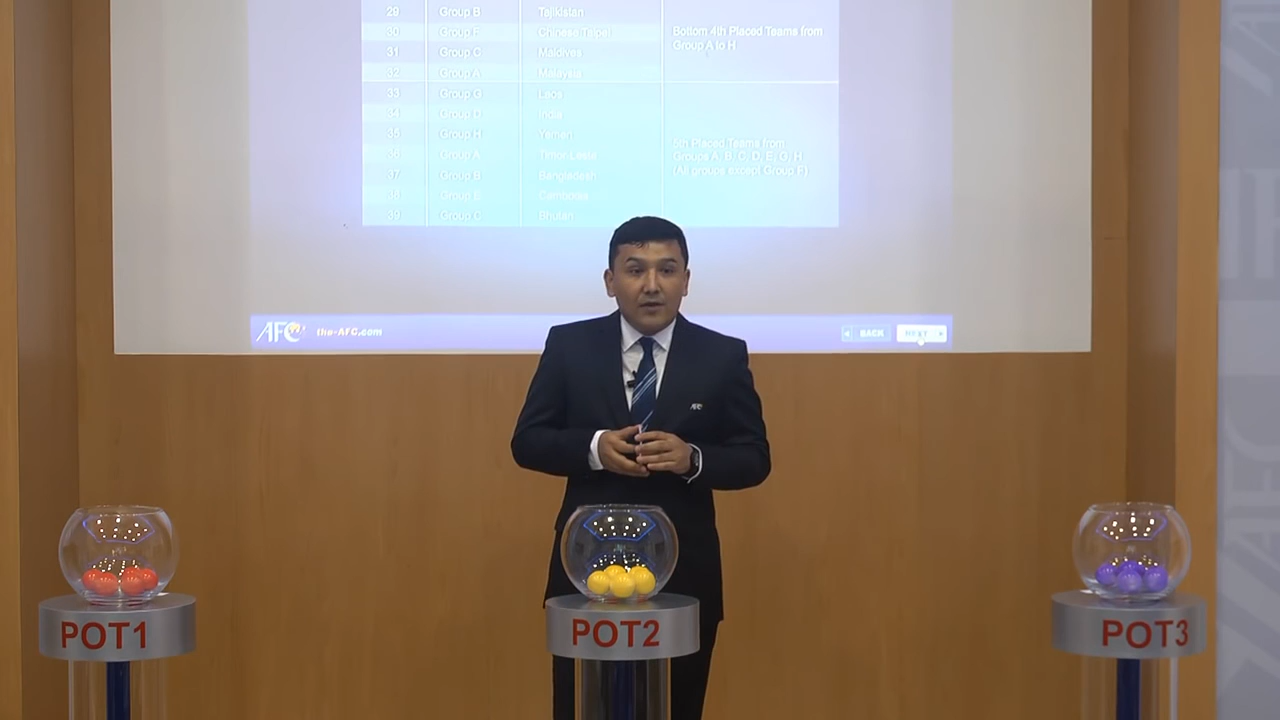 29 Group B Tajikistan
30 Group F Chinese Taipei
31 Group C Maldives
32 Group A Malaysia
Bottom 4th Placed Teams from
Group A to H
33 Group G Laos
34 Group D India
35 Group H Yemen
36 Group A Timor-Leste
37 Group B Bangladesh
38 Group E Cambodia
39 Group C Bhutan
5th Placed Teams from
Groups A, B, C, D, E, G, H
(All groups except Group F)
AFC the-AFC.com BACK NEXT
AFC
POT1 POT2 POT3